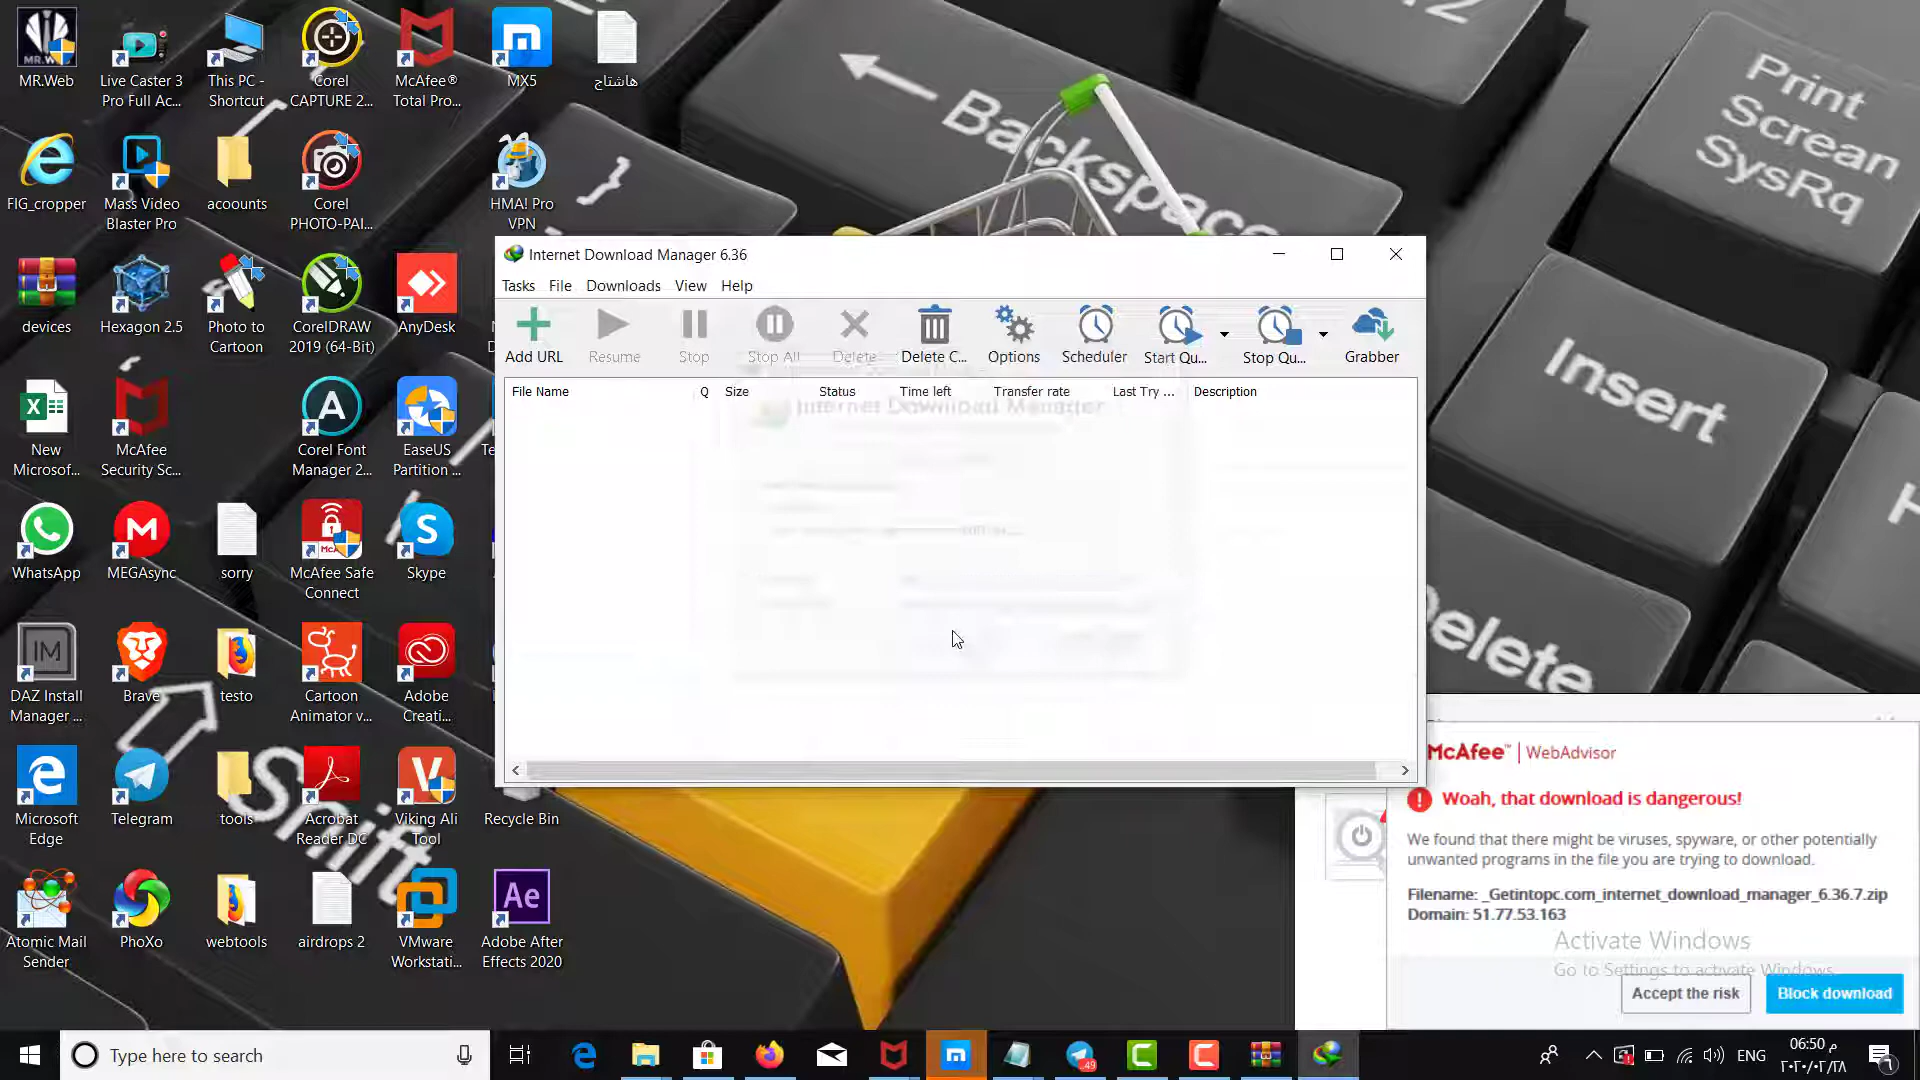 MR.Web
Live Caster 3
Pro Full Ac...
This PC -
Shortcut
Corel
CAPTURE 2...
McAfee®
Total Pro...
MX5
هاشتاج
FIG_cropper
Mass Video
Blaster Pro
acoounts
Corel
PHOTO-PAI...
HMA! Pro
VPN
devices
Hexagon 2.5
Photo to
Cartoon
CorelDRAW
2019 (64-Bit)
AnyDesk
New
Microsof...
McAfee
Security Sc...
Corel Font
Manager 2...
EaseUS
Partition ...
WhatsApp
MEGAsync
sorry
McAfee Safe
Connect
Skype
DAZ Install
Manager ...
Brave
testo
Cartoon
Animator v...
Adobe
Creati...
Microsoft
Edge
Telegram
tools
Acrobat
Reader DC
Viking Ali
Tool
Recycle Bin
Atomic Mail
Sender
PhoXo
webtools
airdrops 2
VMware
Workstati...
Adobe After
Effects 2020
Backspace
Print
Screan
SysRq
Insert
Delete
Shift
Internet Download Manager 6.36
Tasks File Downloads View Help
Add URL Resume Stop Stop All Delete Delete C... Options Scheduler Start Qu... Stop Qu... Grabber
File Name Q Size Status Time left Transfer rate Last Try ... Description
Internet Download Manager
McAfee™ | WebAdvisor
Woah, that download is dangerous!
We found that there might be viruses, spyware, or other potentially
unwanted programs in the file you are trying to download.
Filename: _Getintopc.com_internet_download_manager_6.36.7.zip
Domain: 51.77.53.163
Activate Windows
Go to Settings to activate Windows.
Accept the risk
Block download
Type here to search
49
ENG
06:50 م
٢٠٢٠/٠٢/٢٨